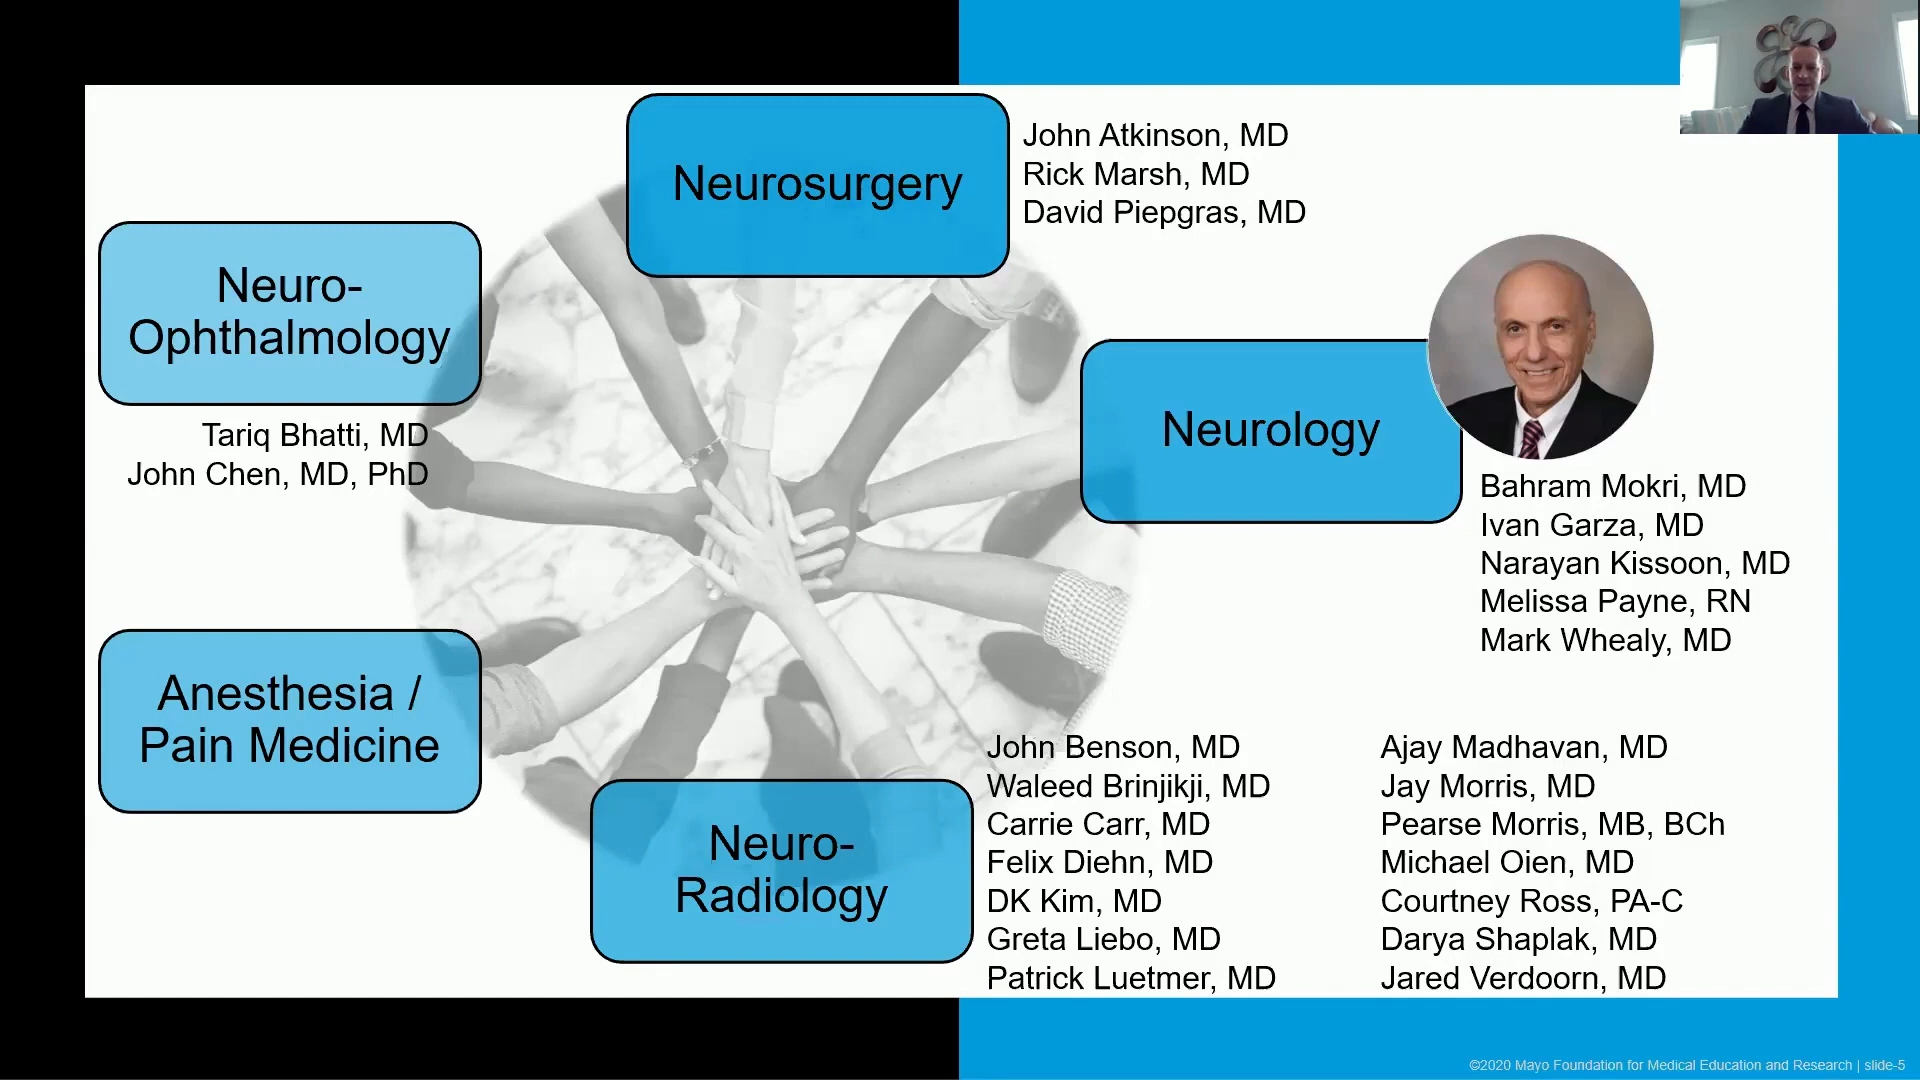 Neurosurgery
John Atkinson, MD
Rick Marsh, MD
David Piepgras, MD
Neuro-
Ophthalmology
Tariq Bhatti, MD
John Chen, MD, PhD
Neurology
Bahram Mokri, MD
Ivan Garza, MD
Narayan Kissoon, MD
Melissa Payne, RN
Mark Whealy, MD
Anesthesia /
Pain Medicine
Neuro-
Radiology
John Benson, MD
Waleed Brinjikji, MD
Carrie Carr, MD
Felix Diehn, MD
DK Kim, MD
Greta Liebo, MD
Patrick Luetmer, MD
Ajay Madhavan, MD
Jay Morris, MD
Pearse Morris, MB, BCh
Michael Oien, MD
Courtney Ross, PA-C
Darya Shaplak, MD
Jared Verdoorn, MD
©2020 Mayo Foundation for Medical Education and Research | slide-5